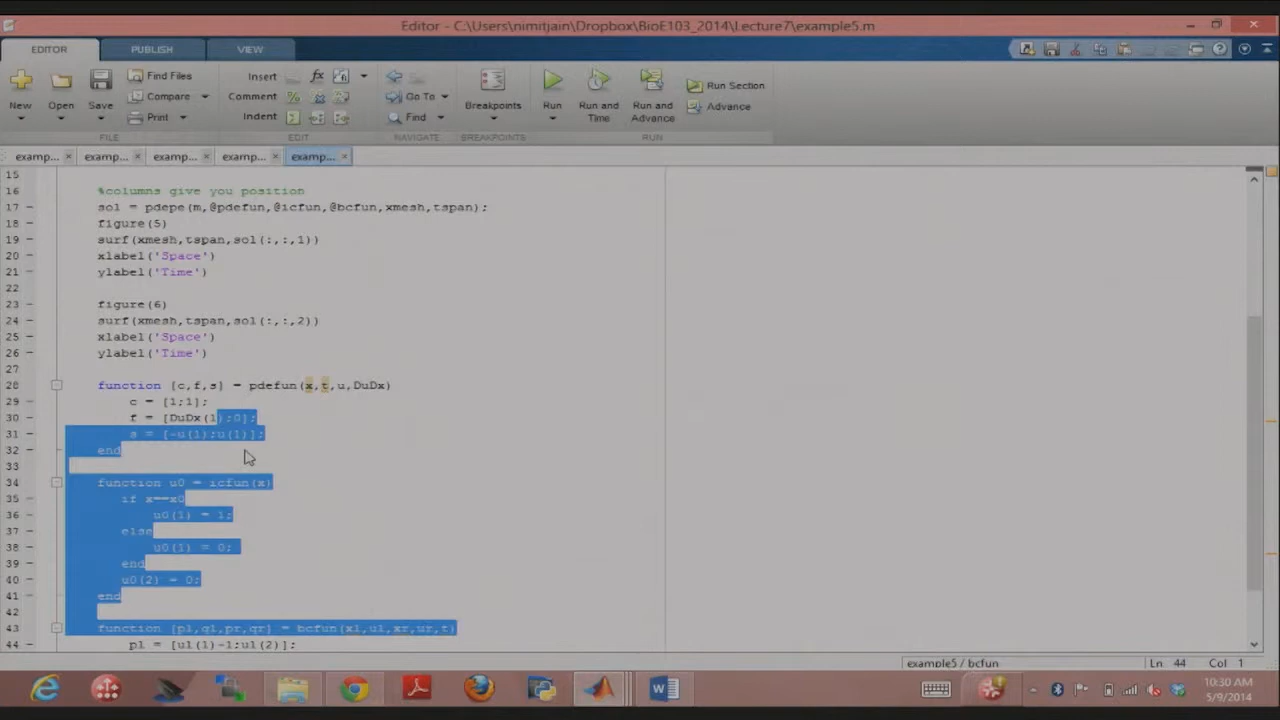 Editor - C:\Users\nimitjain\Dropbox\BioE103_2014\Lecture7\example5.m
EDITOR PUBLISH VIEW
New Open Save Find Files Compare Print Insert Comment Indent fx Go To Find Breakpoints Run Run and Time Run and Advance Run Section Advance
FILE EDIT NAVIGATE BREAKPOINTS RUN
examp... examp... examp... examp... examp...
15
16 %columns give you position
17 sol = pdepe(m,@pdefun,@icfun,@bcfun,xmesh,tspan);
18 figure(5)
19 surf(xmesh,tspan,sol(:,:,1))
20 xlabel('Space')
21 ylabel('Time')
22
23 figure(6)
24 surf(xmesh,tspan,sol(:,:,2))
25 xlabel('Space')
26 ylabel('Time')
27
28 function [c,f,s] = pdefun(x,t,u,DuDx)
29 c = [1;1];
30 f = [DuDx(1);0];
31 s = [-u(1);u(1)];
32 end
33
34 function u0 = icfun(x)
35 if x==x0
36 u0(1) = 1;
37 else
38 u0(1) = 0;
39 end
40 u0(2) = 0;
41 end
42
43 function [pl,ql,pr,qr] = bcfun(xl,ul,xr,ur,t)
44 pl = [ul(1)-1;ul(2)];
example5 / bcfun Ln 44 Col 1
10:30 AM
5/9/2014